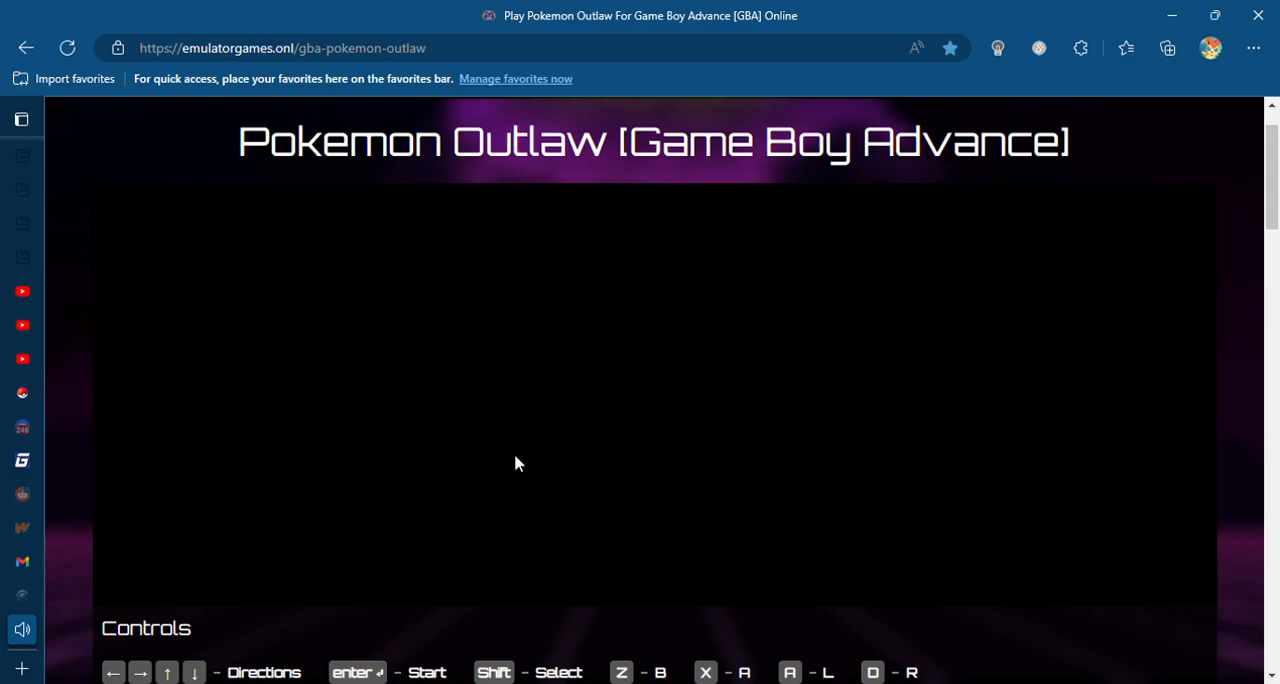 Play Pokemon Outlaw For Game Boy Advance [GBA] Online
https://emulatorgames.onl/gba-pokemon-outlaw
Import favorites For quick access, place your favorites here on the favorites bar. Manage favorites now
Pokemon Outlaw [Game Boy Advance]
246
Controls
← → ↑ ↓ - Directions enter ↲ - Start Shift - Select Z - B X - A A - L D - R